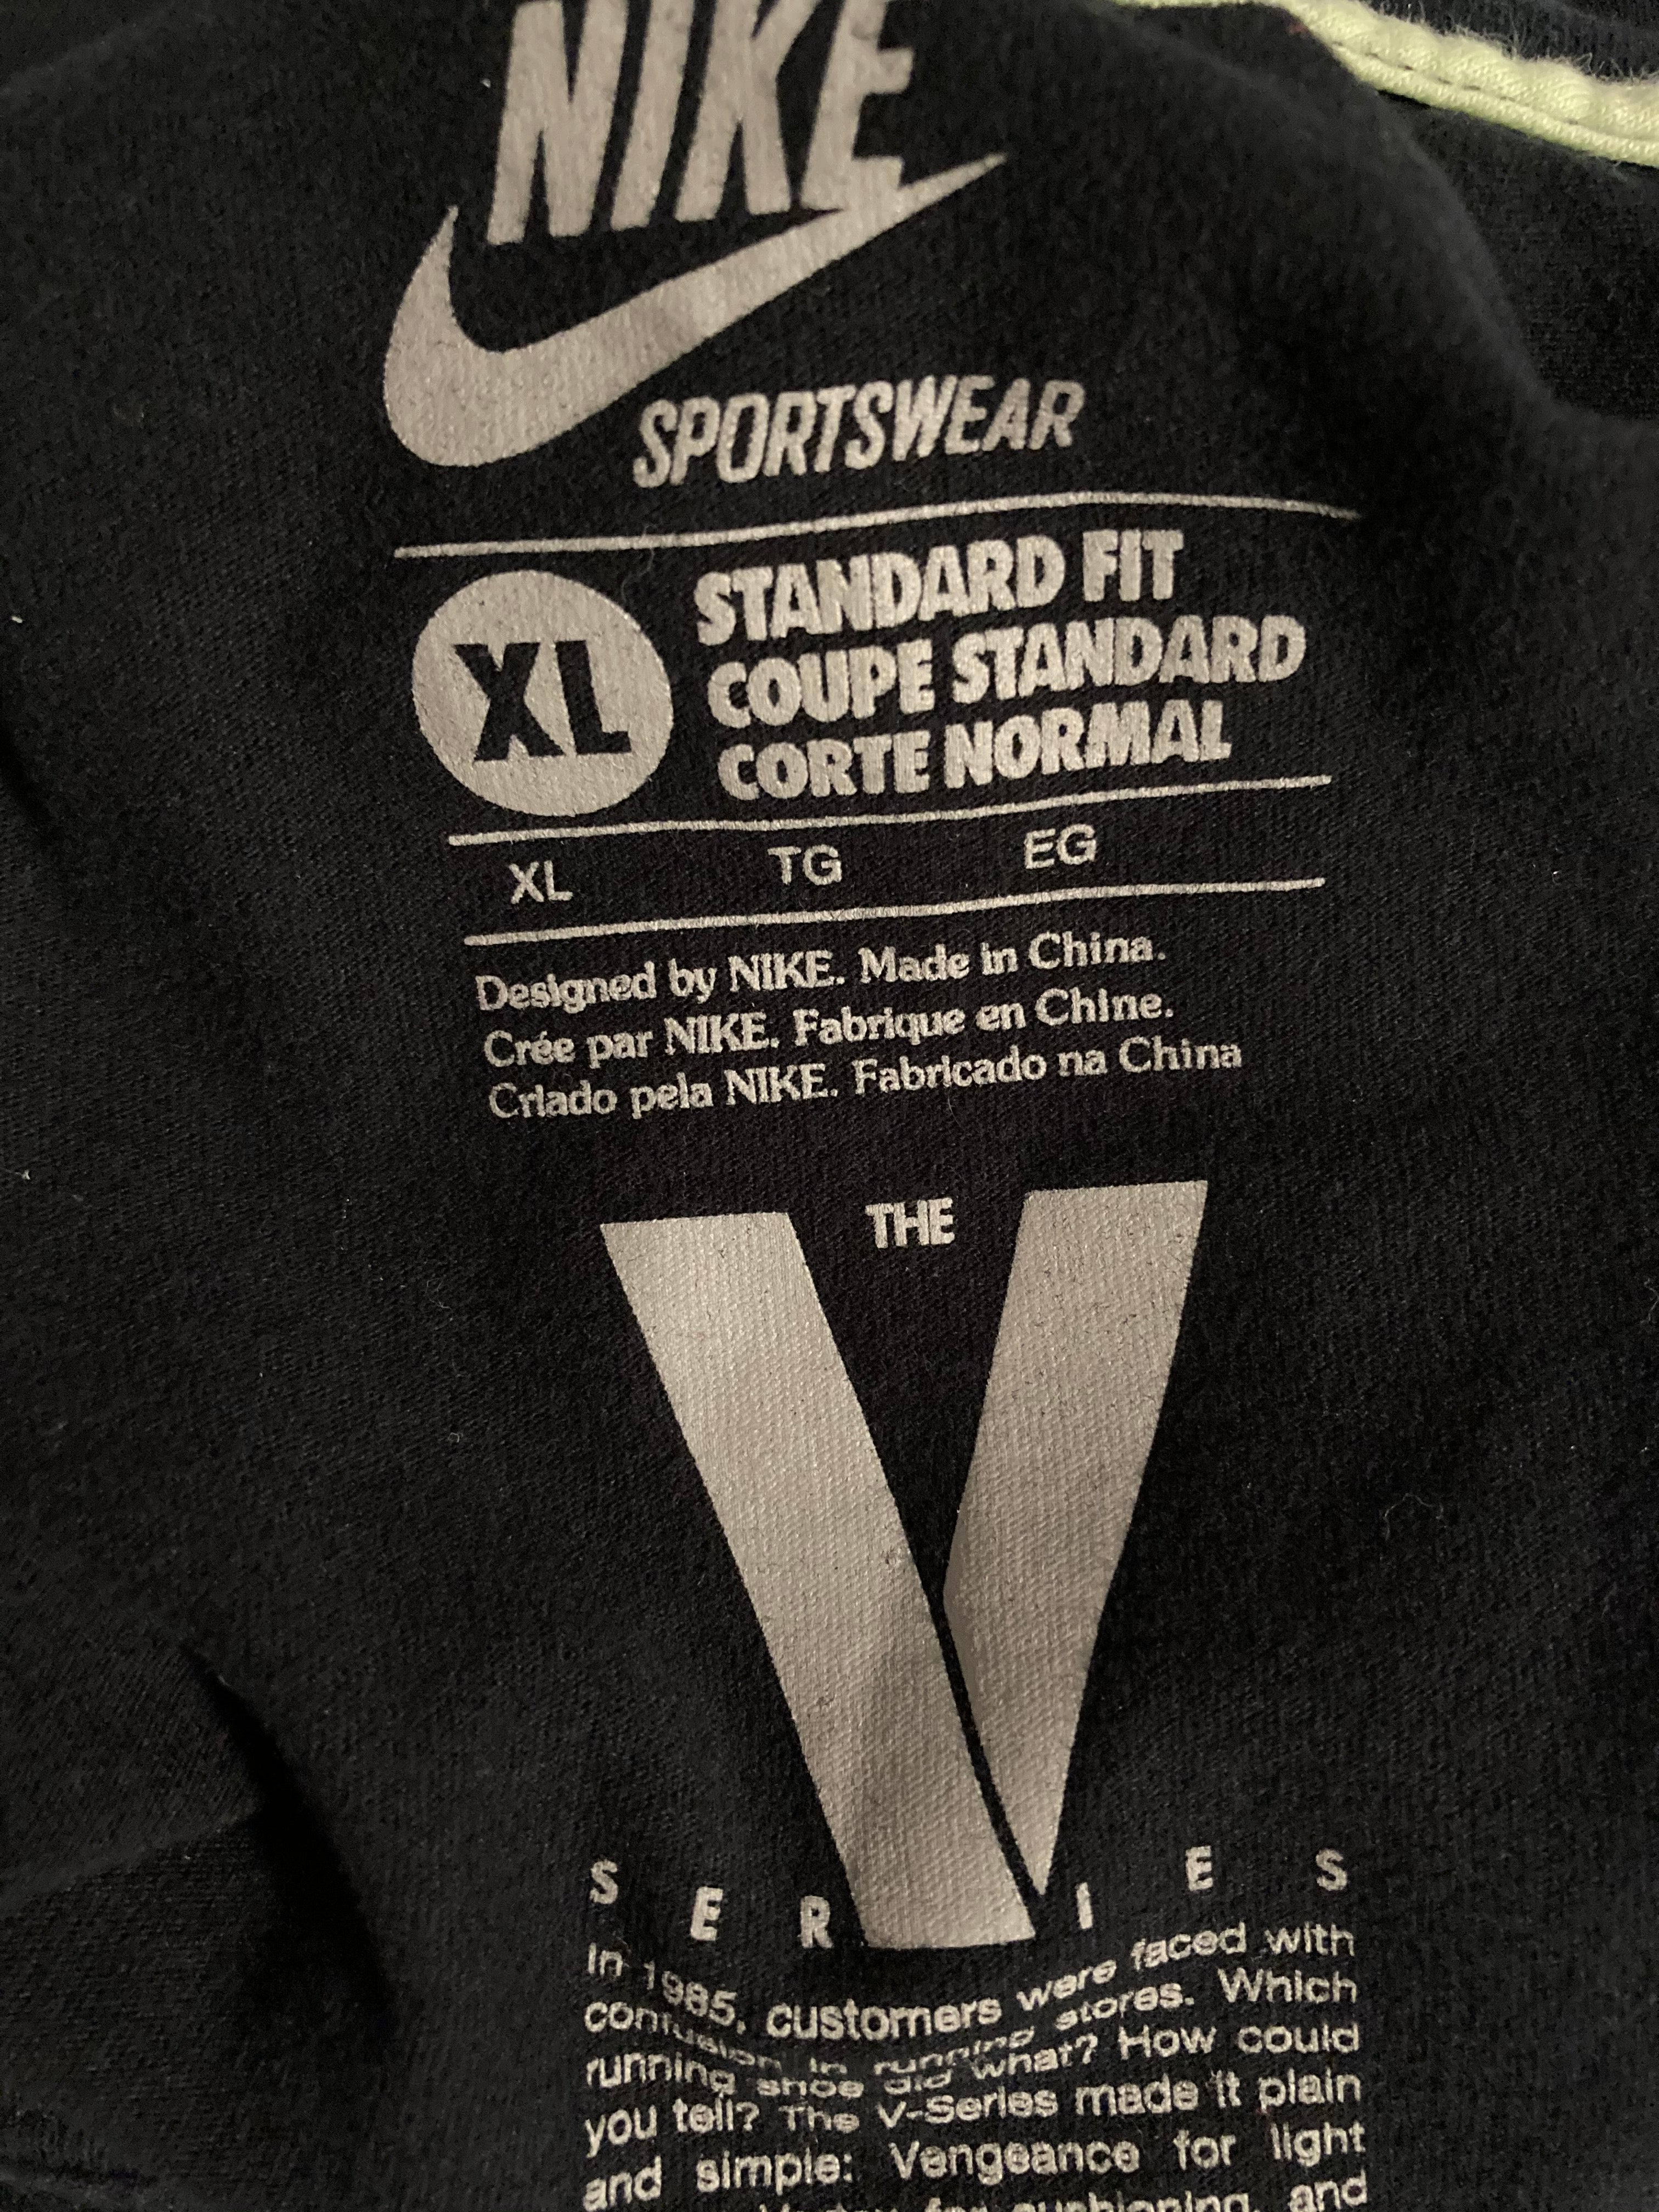 NIKE
SPORTSWEAR
XL
STANDARD FIT
COUPE STANDARD
CORTE NORMAL
XL TG EG
Designed by NIKE. Made in China.
Crée par NIKE. Fabrique en Chine.
Criado pela NIKE. Fabricado na China
THE
V
SERIES
In 1985, customers were faced with
confusion in running stores. Which
running shoe did what? How could
you tell? The V-Series made it plain
and simple: Vengeance for light
for cushioning, and